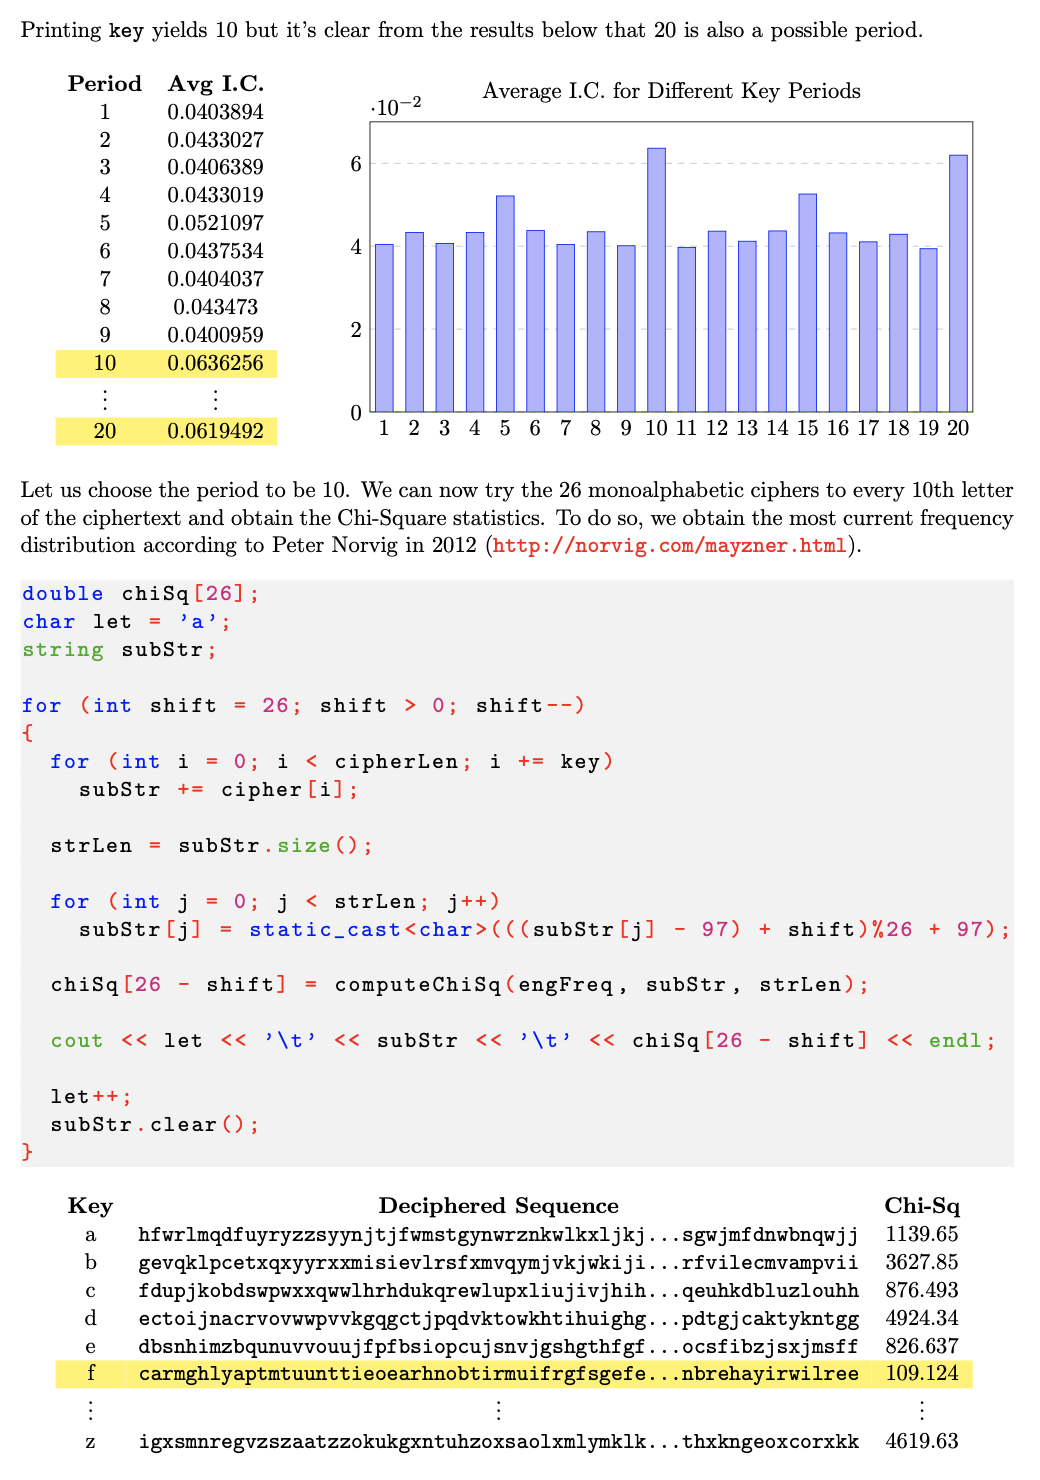 Printing key yields 10 but it's clear from the results below that 20 is also a possible period.
Period Avg I.C.
1 0.0403894
2 0.0433027
3 0.0406389
4 0.0433019
5 0.0521097
6 0.0437534
7 0.0404037
8 0.043473
9 0.0400959
10 0.0636256
⋮ ⋮
20 0.0619492
Average I.C. for Different Key Periods
·10−2
6
4
2
0
1 2 3 4 5 6 7 8 9 10 11 12 13 14 15 16 17 18 19 20
Let us choose the period to be 10. We can now try the 26 monoalphabetic ciphers to every 10th letter
of the ciphertext and obtain the Chi-Square statistics. To do so, we obtain the most current frequency
distribution according to Peter Norvig in 2012 (http://norvig.com/mayzner.html).
double chiSq[26];
char let = ’a’;
string subStr;
for (int shift = 26; shift > 0; shift--)
{
for (int i = 0; i < cipherLen; i += key)
subStr += cipher[i];
strLen = subStr.size();
for (int j = 0; j < strLen; j++)
subStr[j] = static_cast<char>(((subStr[j] - 97) + shift)%26 + 97);
chiSq[26 - shift] = computeChiSq(engFreq, subStr, strLen);
cout << let << ’\t’ << subStr << ’\t’ << chiSq[26 - shift] << endl;
let++;
subStr.clear();
}
Key Deciphered Sequence Chi-Sq
a hfwrlmqdfuyryzzsyynjtjfwmstgynwrznkwlkxljkj...sgwjmfdnwbnqwjj 1139.65
b gevqklpcetxqxyyrxxmisievlrsfxmvqymjvkjwkiji...rfvilecmvampvii 3627.85
c fdupjkobdswpwxxqwwlhrhdukqrewlupxliujivjhih...qeuhkdbluzlouhh 876.493
d ectoijnacrvovwwpvvkgqgctjpqdvktowkhtihuighg...pdtgjcaktykntgg 4924.34
e dbsnhimzbqunuvvouujfpfbsiopcujsnvjgshgthfgf...ocsfibzjsxjmsff 826.637
f carmghlyaptmtuunttieoearhnobtirmuifrgfsgefe...nbrehayirwilree 109.124
⋮ ⋮ ⋮
z igxsmnregvzszaatzzokukgxntuhzoxsaolxmlymklk...thxkngeoxcorxkk 4619.63